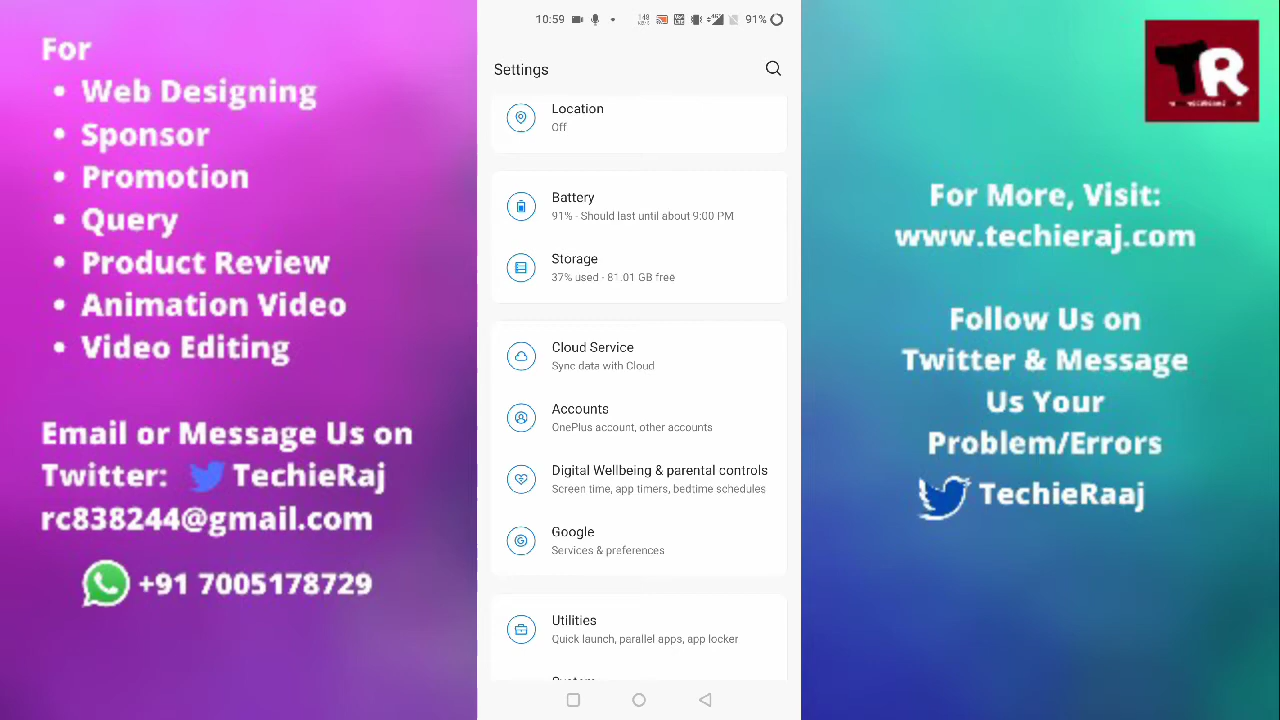 For
• Web Designing
• Sponsor
• Promotion
• Query
• Product Review
• Animation Video
• Video Editing
Email or Message Us on
Twitter: TechieRaj
rc838244@gmail.com
+91 7005178729
10:59
91%
Settings
Location
Off
Battery
91% - Should last until about 9:00 PM
Storage
37% used - 81.01 GB free
Cloud Service
Sync data with Cloud
Accounts
OnePlus account, other accounts
Digital Wellbeing & parental controls
Screen time, app timers, bedtime schedules
Google
Services & preferences
Utilities
Quick launch, parallel apps, app locker
TR
For More, Visit:
www.techieraj.com
Follow Us on
Twitter & Message
Us Your
Problem/Errors
TechieRaaj